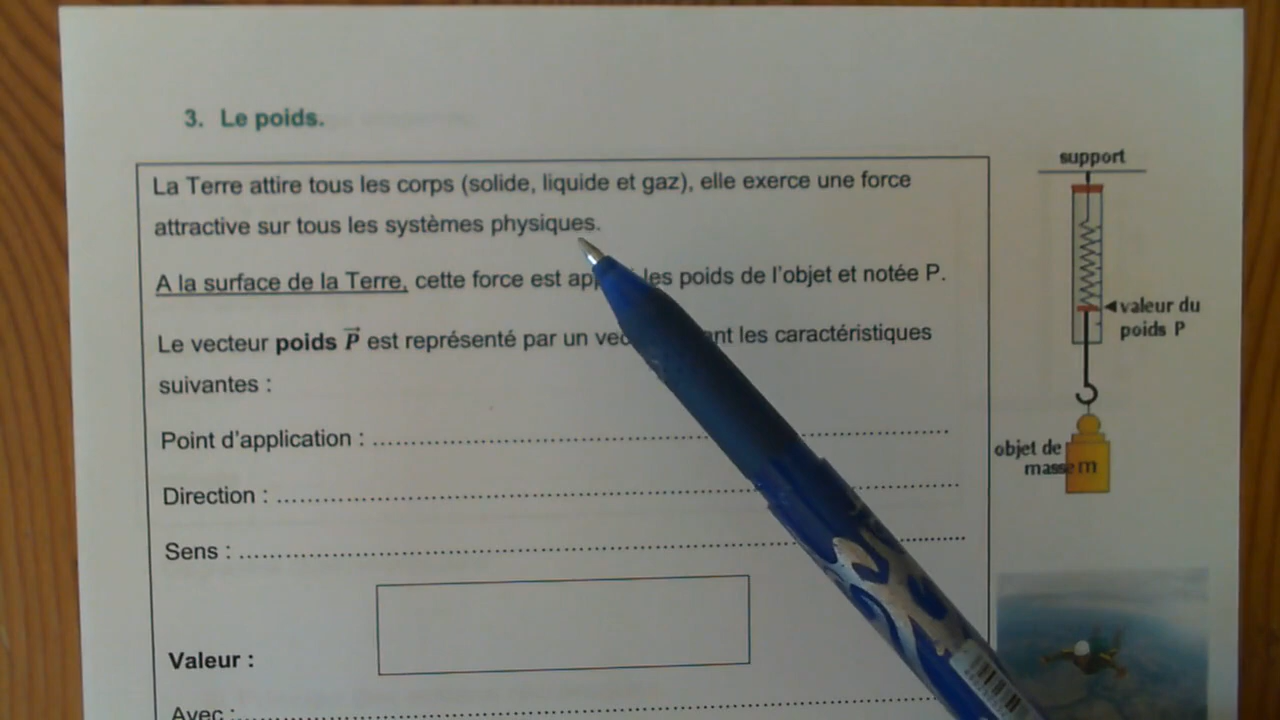 3. Le poids.
La Terre attire tous les corps (solide, liquide et gaz), elle exerce une force
attractive sur tous les systèmes physiques.
A la surface de la Terre, cette force est les poids de l'objet et notée P.
Le vecteur poids P⃗ est représenté par un les caractéristiques
suivantes :
Point d'application : ..............................
Direction : ..............................
Sens : ..............................
Valeur :
Avec : ..............................
support
valeur du
poids P
objet de
masse m